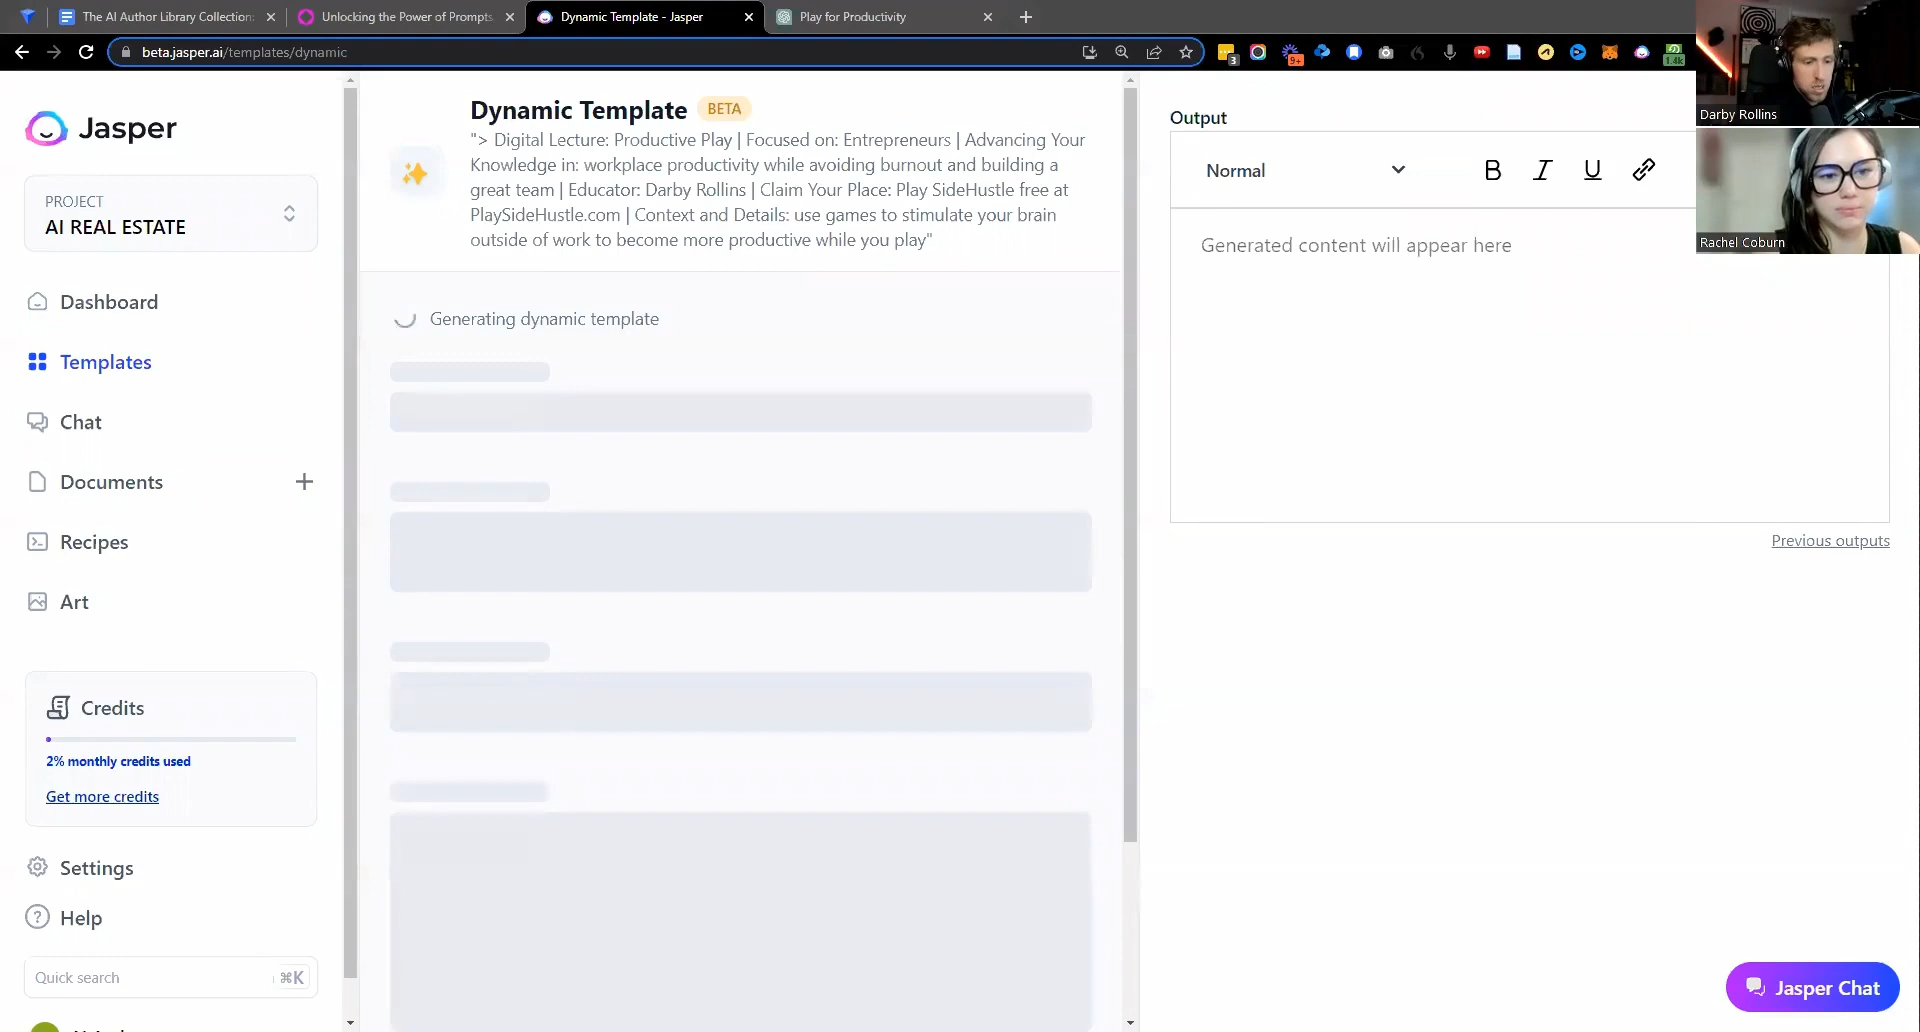 The AI Author Library Collection
Unlocking the Power of Prompts
Dynamic Template - Jasper
Play for Productivity
beta.jasper.ai/templates/dynamic
3
9+
1.4k
Darby Rollins
Rachel Coburn
Jasper
PROJECT
AI REAL ESTATE
Dashboard
Templates
Chat
Documents
Recipes
Art
Credits
2% monthly credits used
Get more credits
Settings
Help
Quick search
⌘K
Dynamic Template BETA
"> Digital Lecture: Productive Play | Focused on: Entrepreneurs | Advancing Your
Knowledge in: workplace productivity while avoiding burnout and building a
great team | Educator: Darby Rollins | Claim Your Place: Play SideHustle free at
PlaySideHustle.com | Context and Details: use games to stimulate your brain
outside of work to become more productive while you play"
Generating dynamic template
Output
Normal
B I U
Generated content will appear here
Previous outputs
Jasper Chat